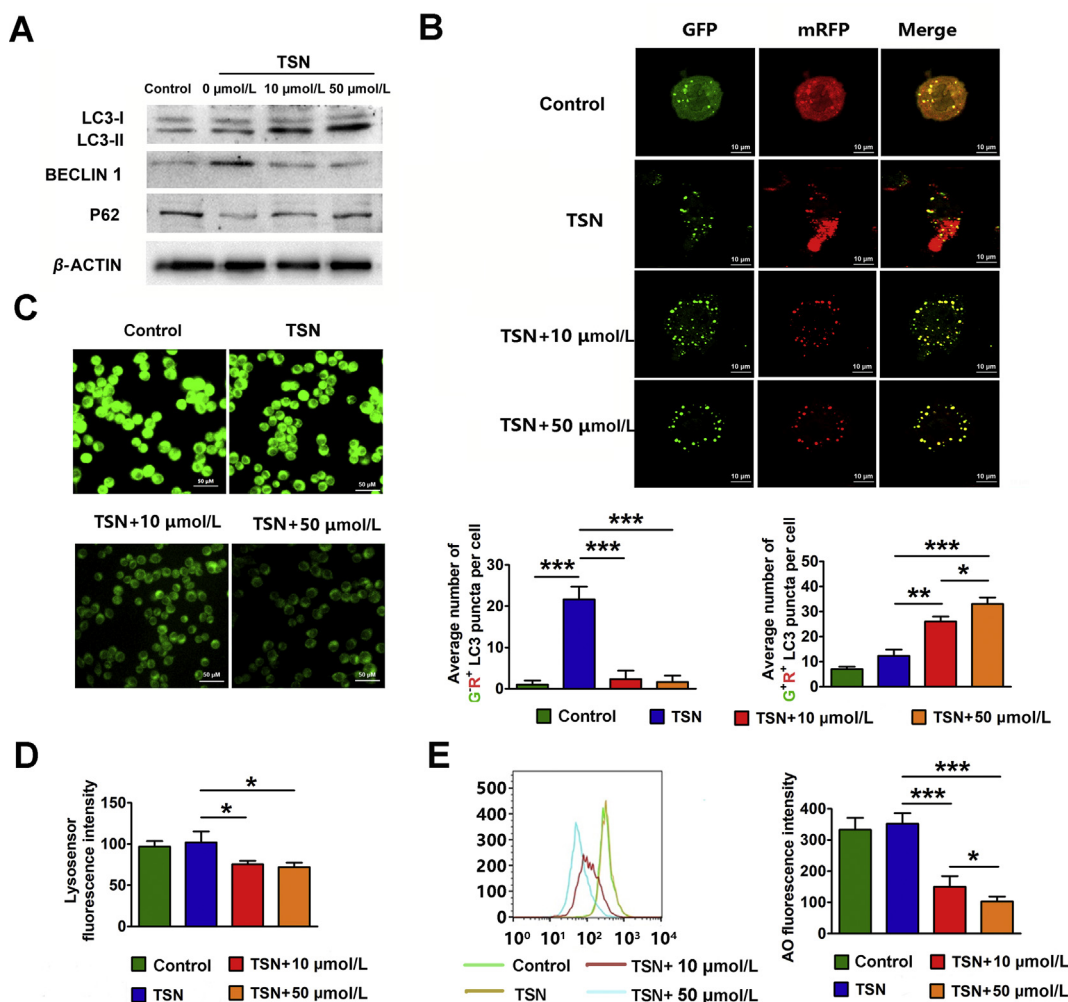 A
TSN
Control 0 μmol/L 10 μmol/L 50 μmol/L
LC3-I
LC3-II
BECLIN 1
P62
β-ACTIN
B
GFP mRFP Merge
Control
10 μm 10 μm 10 μm
TSN
10 μm 10 μm 10 μm
TSN+10 μmol/L
10 μm 10 μm 10 μm
TSN+50 μmol/L
10 μm 10 μm 10 μm
Average number of
G-R+ LC3 puncta per cell
30
20
10
0
***
***
***
Average number of
G+R+ LC3 puncta per cell
50
40
30
20
10
0
***
**
*
Control TSN TSN+10 μmol/L TSN+50 μmol/L
C
Control TSN
50 μM 50 μM
TSN+10 μmol/L TSN+50 μmol/L
50 μM 50 μM
D
Lysosensor
fluorescence intensity
150
100
50
0
*
*
Control TSN+10 μmol/L
TSN TSN+50 μmol/L
E
500
400
300
200
100
0
10⁰ 10¹ 10² 10³ 10⁴
Control TSN+ 10 μmol/L
TSN TSN+ 50 μmol/L
AO fluorescence intensity
400
300
200
100
0
***
***
*
Control TSN+10 μmol/L
TSN TSN+50 μmol/L